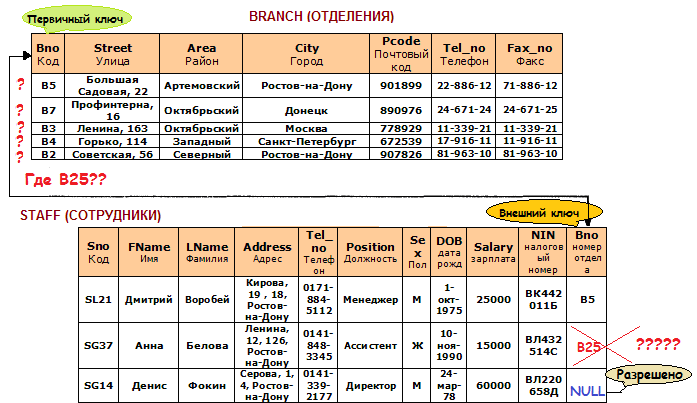 Первичный ключ
BRANCH (ОТДЕЛЕНИЯ)
Bno Код
Street Улица
Area Район
City Город
Pcode Почтовый код
Tel_no Телефон
Fax_no Факс
? B5 Большая Садовая, 22 Артемовский Ростов-на-Дону 901899 22-886-12 71-886-12
? B7 Профинтерна, 16 Октябрьский Донецк 890976 24-671-24 24-671-25
? B3 Ленина, 163 Октябрьский Москва 778929 11-339-21 11-339-21
? B4 Горько, 114 Западный Санкт-Петербург 672539 17-916-11 11-916-11
? B2 Советская, 56 Северный Ростов-на-Дону 907826 81-963-10 81-963-10
Где B25??
STAFF (СОТРУДНИКИ)
Внешний ключ
Sno Код
FName Имя
LName Фамилия
Address Адрес
Tel_no Телефон
Position Должность
Sex Пол
DOB дата рожд
Salary зарплата
NIN налоговый номер
Bno номер отдела
SL21 Дмитрий Воробей Кирова, 19 , 18, Ростов-на-Дону 0171-884-5112 Менеджер М 1-окт-1975 25000 ВК442011Б B5
SG37 Анна Белова Ленина, 12, 126, Ростов-на-Дону 0141-848-3345 Ассистент Ж 10-ноя-1990 15000 ВЛ432514С B25 ?????
SG14 Денис Фокин Серова, 1, 4, Ростов-на-Дону 0141-339-2177 Директор М 24-мар-78 60000 ВЛ220658Д NULL
Разрешено